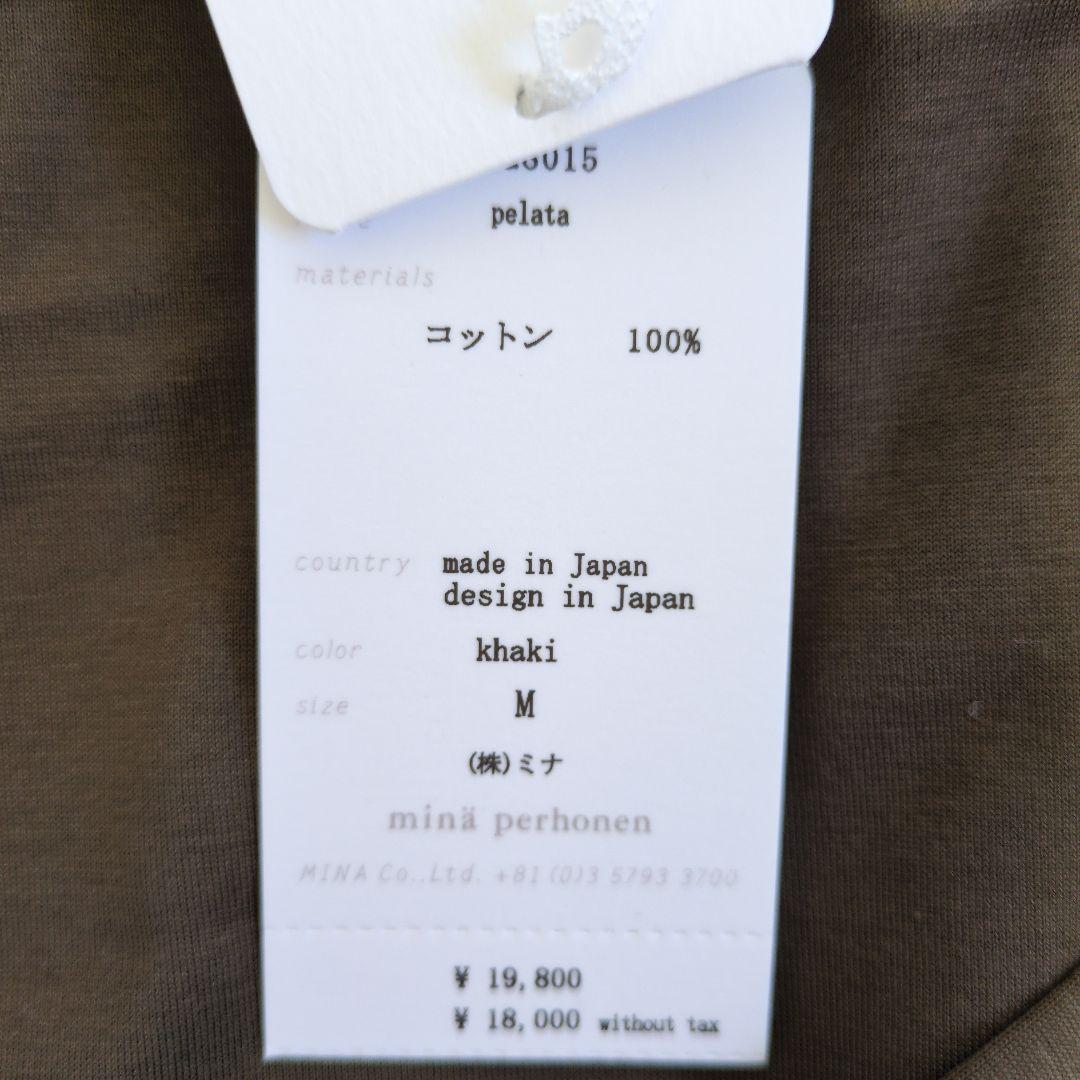 pelata
materials
コットン 100%
country made in Japan
design in Japan
color khaki
size M
(株)ミナ
minä perhonen
MINA Co.,Ltd. +81(0)3 5793 3700
¥ 19,800
¥ 18,000 without tax